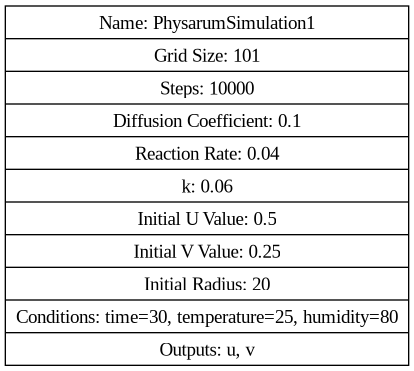 Name: PhysarumSimulation1
Grid Size: 101
Steps: 10000
Diffusion Coefficient: 0.1
Reaction Rate: 0.04
k: 0.06
Initial U Value: 0.5
Initial V Value: 0.25
Initial Radius: 20
Conditions: time=30, temperature=25, humidity=80
Outputs: u, v